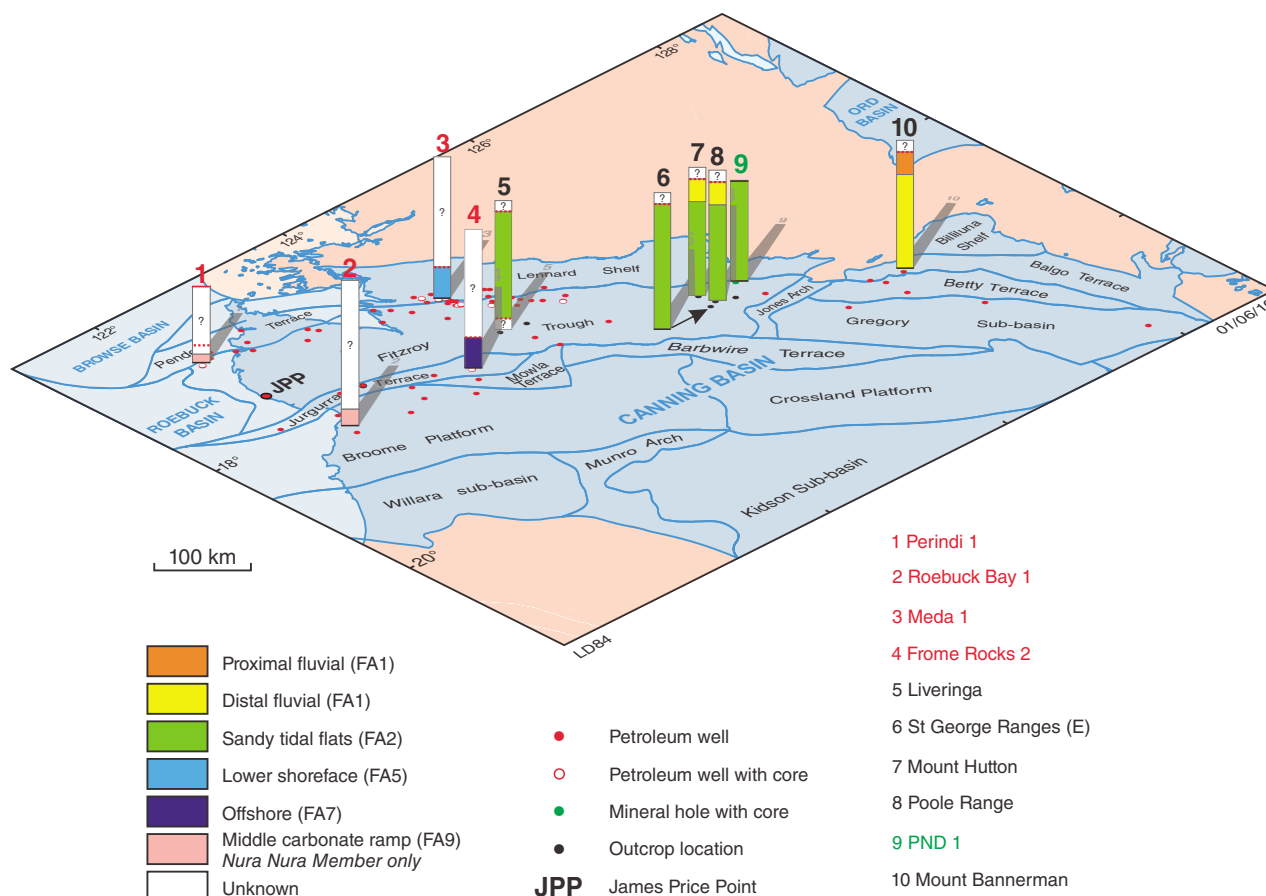 128°
ORD
BASIN
10
?
3
126°
7
?
8
?
9
6
?
5
?
?
4
?
124°
10
Billiluna
Shelf
Balgo Terrace
Betty Terrace
01/06/16
9
3
5
Lennard Shelf
Jones Arch
Gregory Sub-basin
2
?
1
?
122°
BROWSE BASIN
Terrace
Fitzroy
Trough
?
Barbwire Terrace
Mowla
Terrace
JPP
Jurgurra Terrace
CANNING BASIN
Crossland Platform
ROEBUCK
BASIN
18°
Broome Platform
Munro Arch
Willara sub-basin
Kidson Sub-basin
20°
LD84
100 km
1 Perindi 1
2 Roebuck Bay 1
3 Meda 1
4 Frome Rocks 2
5 Liveringa
6 St George Ranges (E)
7 Mount Hutton
8 Poole Range
9 PND 1
10 Mount Bannerman
Proximal fluvial (FA1)
Distal fluvial (FA1)
Sandy tidal flats (FA2)
Lower shoreface (FA5)
Offshore (FA7)
Middle carbonate ramp (FA9)
Nura Nura Member only
Unknown
Petroleum well
Petroleum well with core
Mineral hole with core
Outcrop location
JPP James Price Point